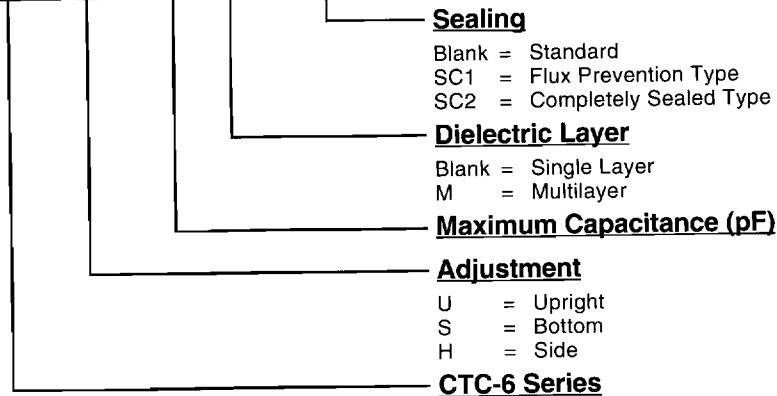 Sealing
Blank = Standard
SC1 = Flux Prevention Type
SC2 = Completely Sealed Type
Dielectric Layer
Blank = Single Layer
M = Multilayer
Maximum Capacitance (pF)
Adjustment
U = Upright
S = Bottom
H = Side
CTC-6 Series